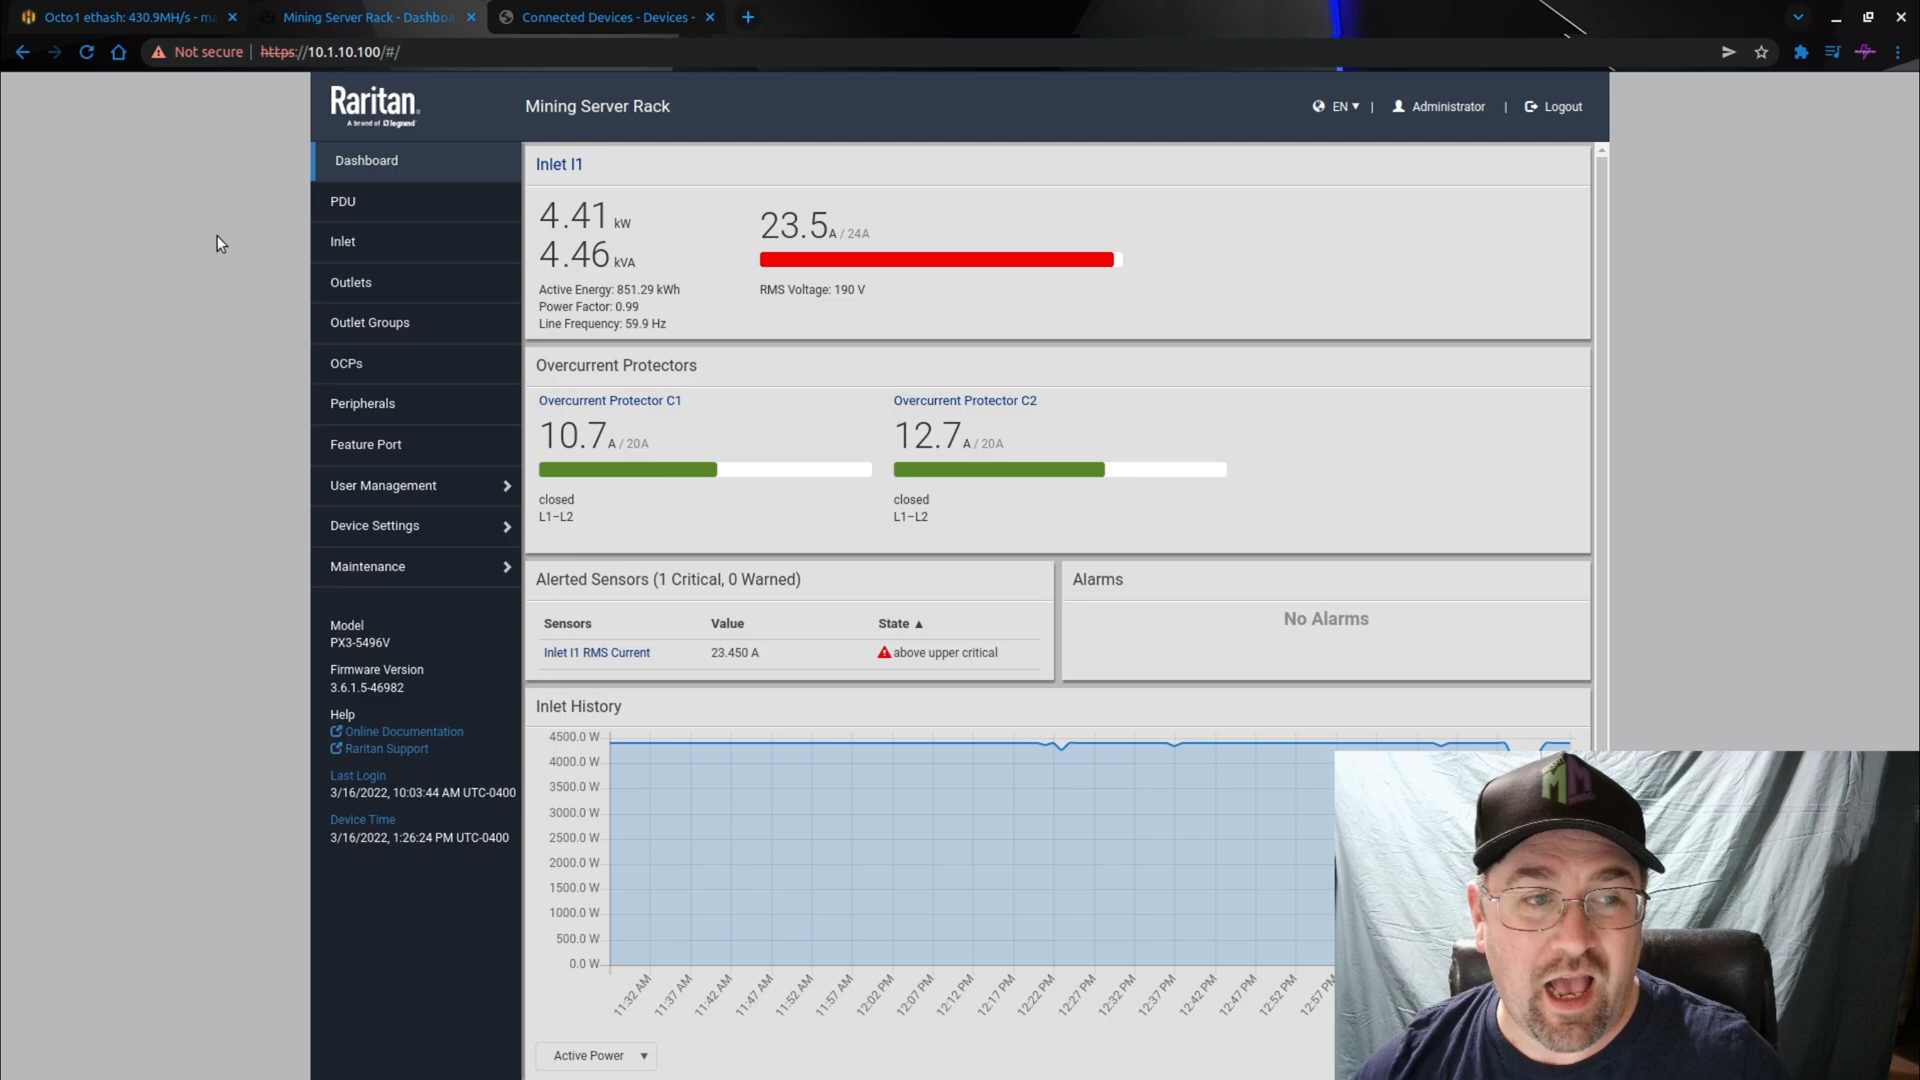 Octo1 ethash: 430.9MH/s - ma
Mining Server Rack - Dashboa
Connected Devices - Devices -
Not secure
https://10.1.10.100/#/
Raritan.
A brand of legrand
Mining Server Rack
EN
Administrator
Logout
Dashboard
PDU
Inlet
Outlets
Outlet Groups
OCPs
Peripherals
Feature Port
User Management
Device Settings
Maintenance
Model
PX3-5496V
Firmware Version
3.6.1.5-46982
Help
Online Documentation
Raritan Support
Last Login
3/16/2022, 10:03:44 AM UTC-0400
Device Time
3/16/2022, 1:26:24 PM UTC-0400
Inlet I1
4.41 kW
4.46 kVA
23.5 A / 24A
Active Energy: 851.29 kWh
RMS Voltage: 190 V
Power Factor: 0.99
Line Frequency: 59.9 Hz
Overcurrent Protectors
Overcurrent Protector C1
10.7 A / 20A
closed
L1–L2
Overcurrent Protector C2
12.7 A / 20A
closed
L1–L2
Alerted Sensors (1 Critical, 0 Warned)
Sensors Value State ▲
Inlet I1 RMS Current 23.450 A above upper critical
Alarms
No Alarms
Inlet History
4500.0 W
4000.0 W
3500.0 W
3000.0 W
2500.0 W
2000.0 W
1500.0 W
1000.0 W
500.0 W
0.0 W
11:32 AM 11:37 AM 11:42 AM 11:47 AM 11:52 AM 11:57 AM 12:02 PM 12:07 PM 12:12 PM 12:17 PM 12:22 PM 12:27 PM 12:32 PM 12:37 PM 12:42 PM 12:47 PM 12:52 PM 12:57 PM
Active Power
MM